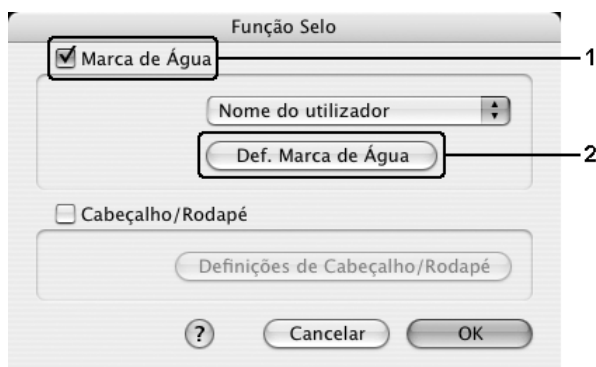 Função Selo
Marca de Água
1
Nome do utilizador
Def. Marca de Água
2
Cabeçalho/Rodapé
Definições de Cabeçalho/Rodapé
?
Cancelar
OK